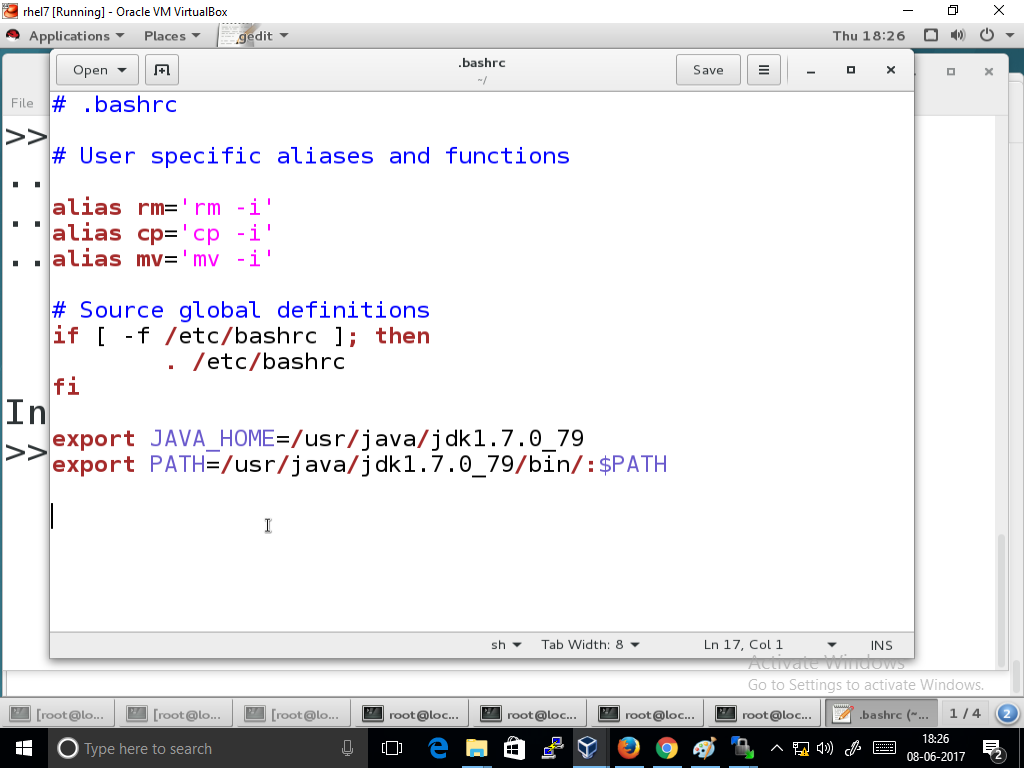 rhel7 [Running] - Oracle VM VirtualBox
Applications Places gedit Thu 18:26
Open .bashrc Save
~/
File
# .bashrc
>>
# User specific aliases and functions
..
alias rm='rm -i'
..
alias cp='cp -i'
..
alias mv='mv -i'
# Source global definitions
if [ -f /etc/bashrc ]; then
. /etc/bashrc
fi
In
export JAVA_HOME=/usr/java/jdk1.7.0_79
>>
export PATH=/usr/java/jdk1.7.0_79/bin/:$PATH
sh Tab Width: 8 Ln 17, Col 1 INS
Activate Windows
Go to Settings to activate Windows.
[root@lo... [root@lo... [root@lo... root@loc... root@loc... root@loc... root@loc... .bashrc (~... 1 / 4 2
Type here to search 18:26
08-06-2017 2